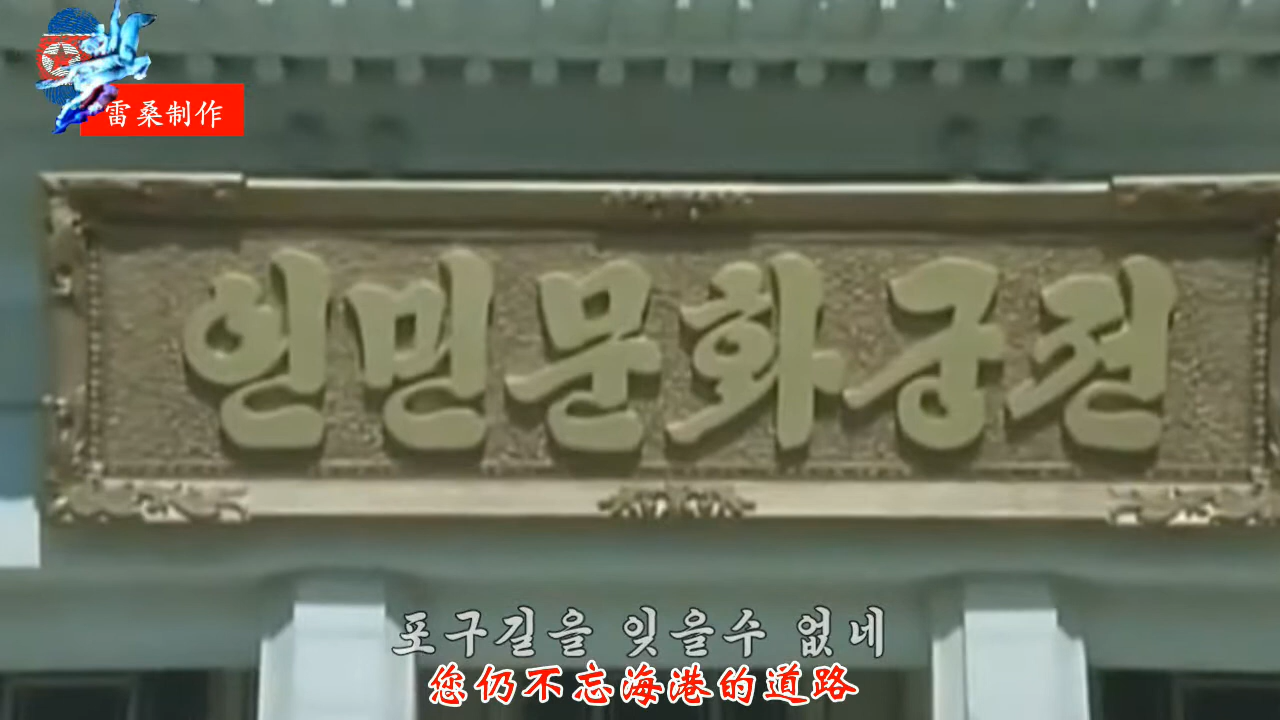 雷桑制作
인민문화궁전
포구길을 잊을수 없네
您仍不忘海港的道路